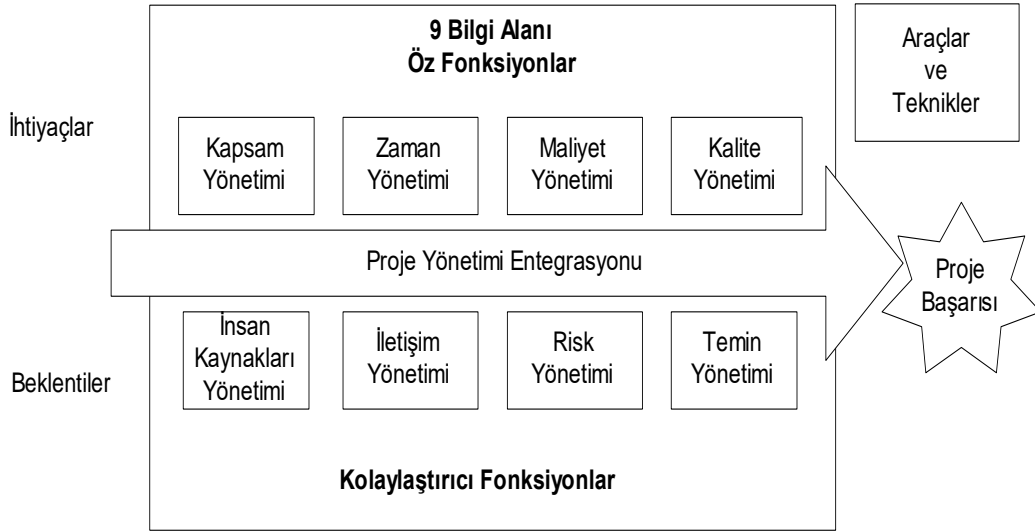 9 Bilgi Alanı
Öz Fonksiyonlar
Araçlar
ve
Teknikler
İhtiyaçlar
Kapsam
Yönetimi
Zaman
Yönetimi
Maliyet
Yönetimi
Kalite
Yönetimi
Proje Yönetimi Entegrasyonu
Proje
Başarısı
Beklentiler
İnsan
Kaynakları
Yönetimi
İletişim
Yönetimi
Risk
Yönetimi
Temin
Yönetimi
Kolaylaştırıcı Fonksiyonlar